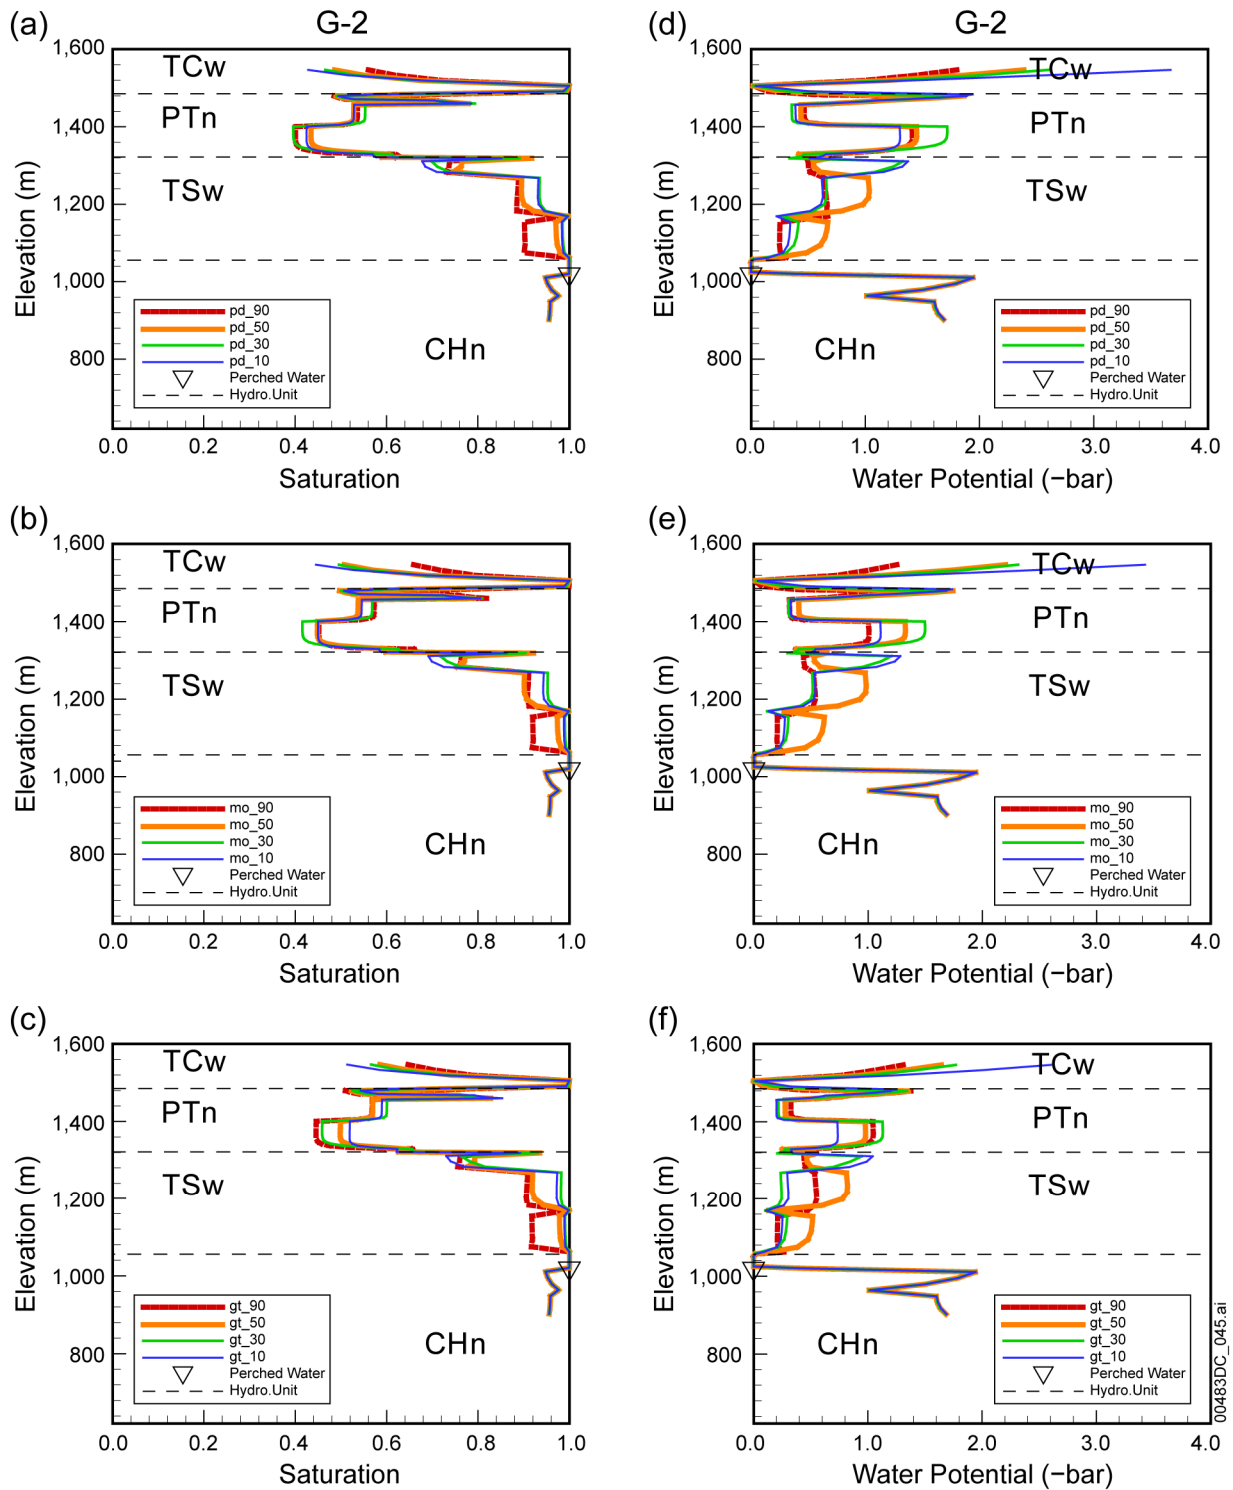 (a)
G-2
1,600
1,400
1,200
1,000
800
Elevation (m)
TCw
PTn
TSw
CHn
pd_90
pd_50
pd_30
pd_10
Perched Water
Hydro.Unit
0.0 0.2 0.4 0.6 0.8 1.0
Saturation
(d)
G-2
1,600
1,400
1,200
1,000
800
Elevation (m)
TCw
PTn
TSw
CHn
pd_90
pd_50
pd_30
pd_10
Perched Water
Hydro.Unit
0.0 1.0 2.0 3.0 4.0
Water Potential (−bar)
(b)
1,600
1,400
1,200
1,000
800
Elevation (m)
TCw
PTn
TSw
CHn
mo_90
mo_50
mo_30
mo_10
Perched Water
Hydro.Unit
0.0 0.2 0.4 0.6 0.8 1.0
Saturation
(e)
1,600
1,400
1,200
1,000
800
Elevation (m)
TCw
PTn
TSw
CHn
mo_90
mo_50
mo_30
mo_10
Perched Water
Hydro.Unit
0.0 1.0 2.0 3.0 4.0
Water Potential (−bar)
(c)
1,600
1,400
1,200
1,000
800
Elevation (m)
TCw
PTn
TSw
CHn
gt_90
gt_50
gt_30
gt_10
Perched Water
Hydro.Unit
0.0 0.2 0.4 0.6 0.8 1.0
Saturation
(f)
1,600
1,400
1,200
1,000
800
Elevation (m)
TCw
PTn
TSw
CHn
gt_90
gt_50
gt_30
gt_10
Perched Water
Hydro.Unit
0.0 1.0 2.0 3.0 4.0
Water Potential (−bar)
00483DC_045.ai